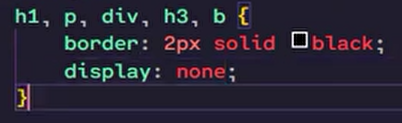 h1, p, div, h3, b {
    border: 2px solid black;
    display: none;
}